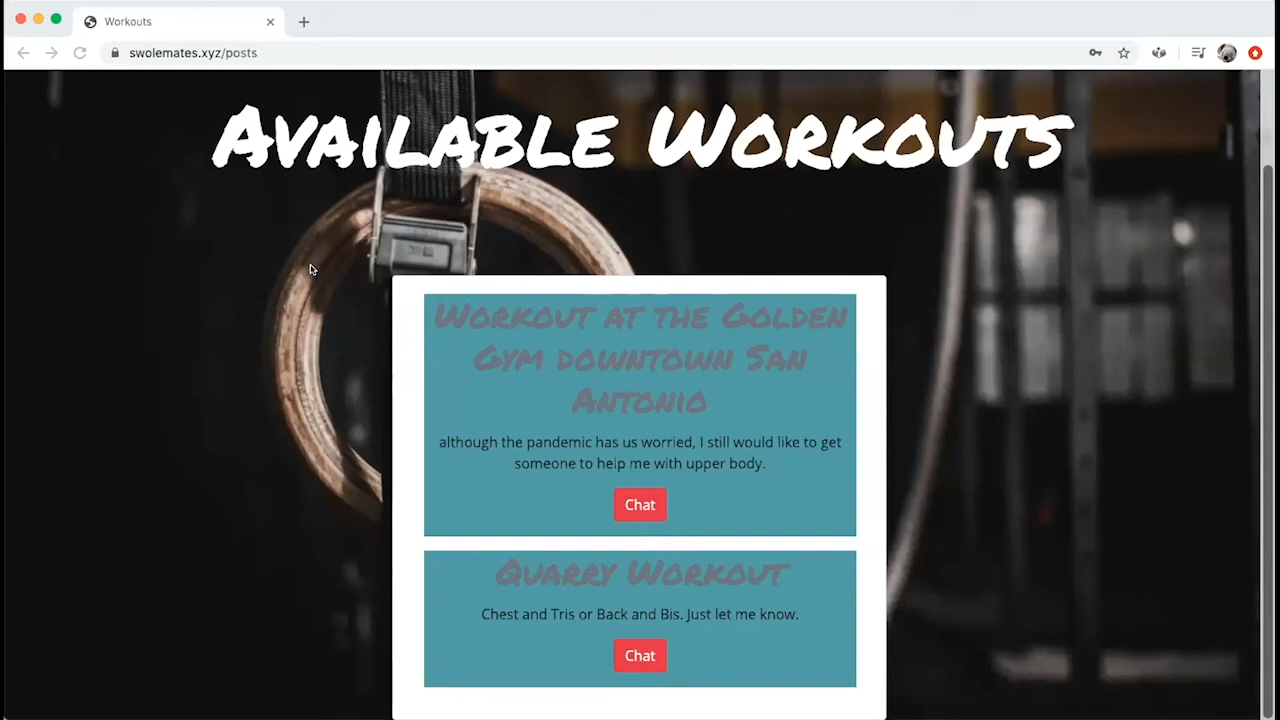 Workouts
swolemates.xyz/posts
Available Workouts
Workout at the Golden
Gym downtown San
Antonio
although the pandemic has us worried, I still would like to get
someone to help me with upper body.
Chat
Quarry Workout
Chest and Tris or Back and Bis. Just let me know.
Chat